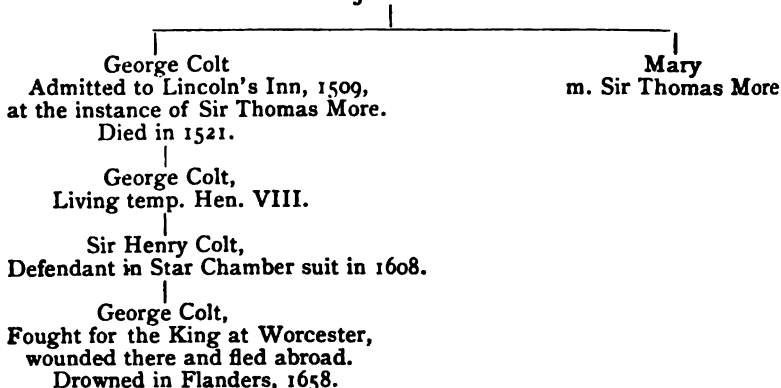 George Colt
Admitted to Lincoln's Inn, 1509,
at the instance of Sir Thomas More.
Died in 1521.
Mary
m. Sir Thomas More
George Colt,
Living temp. Hen. VIII.
Sir Henry Colt,
Defendant in Star Chamber suit in 1608.
George Colt,
Fought for the King at Worcester,
wounded there and fled abroad.
Drowned in Flanders, 1658.